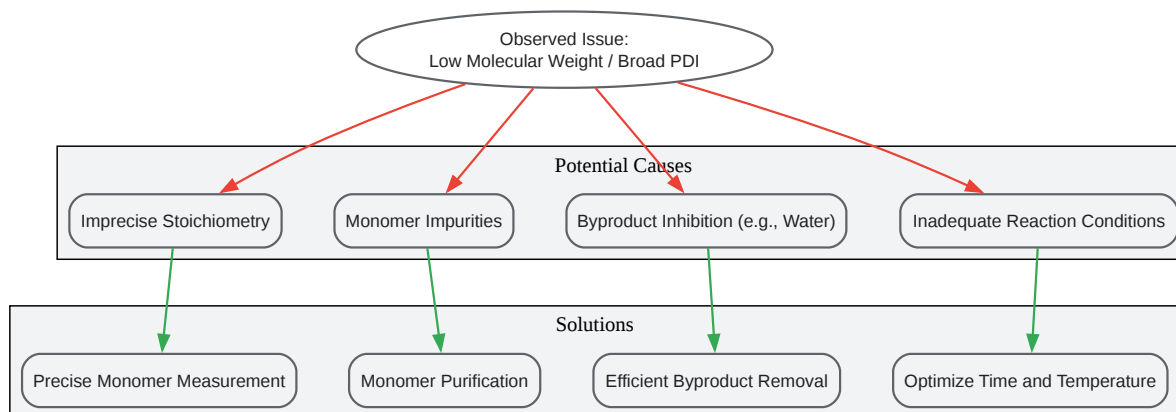 Observed Issue:
Low Molecular Weight / Broad PDI
Potential Causes
Imprecise Stoichiometry
Monomer Impurities
Byproduct Inhibition (e.g., Water)
Inadequate Reaction Conditions
Solutions
Precise Monomer Measurement
Monomer Purification
Efficient Byproduct Removal
Optimize Time and Temperature